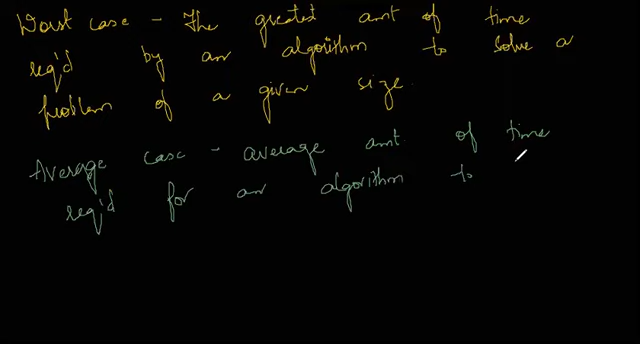 Worst case - The greatest amt of time
req'd by an algorithm to solve a
problem of a given size.
Average case - average amt of time
req'd for an algorithm to